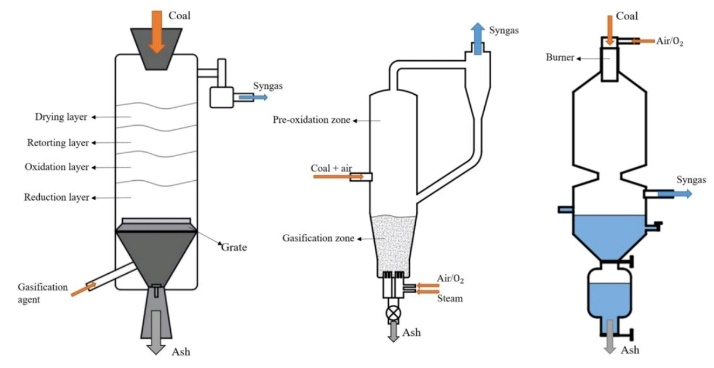 Coal
Syngas
Drying layer
Retorting layer
Oxidation layer
Reduction layer
Grate
Gasification
agent
Ash
Syngas
Pre-oxidation zone
Coal + air
Gasification zone
Air/O₂
Steam
Ash
Coal
Air/O₂
Burner
Syngas
Ash